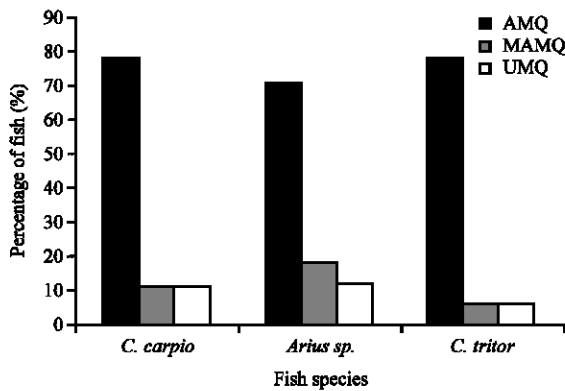 90
80
70
60
50
40
30
20
10
0
Percentage of fish (%)
AMQ
MAMQ
UMQ
C. carpio Arius sp. C. tritor
Fish species